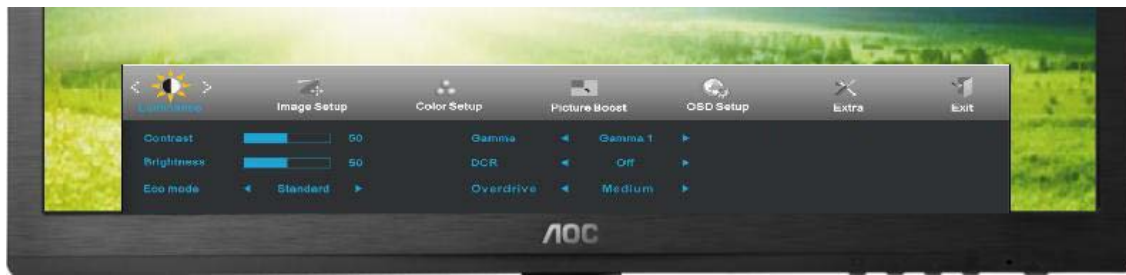 Luminance Image Setup Color Setup Picture Boost OSD Setup Extra Exit
Contrast 50 Gamma Gamma 1
Brightness 50 DCR Off
Eco mode Standard Overdrive Medium
AOC